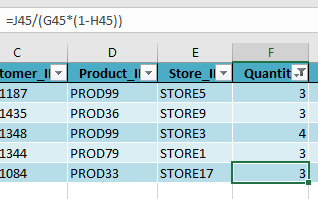 =J45/(G45*(1-H45))
C D E F
tomer_I Product_I Store_I Quantit
1187 PROD99 STORE5 3
1435 PROD36 STORE9 3
1348 PROD99 STORE3 4
1344 PROD79 STORE1 3
1084 PROD33 STORE17 3